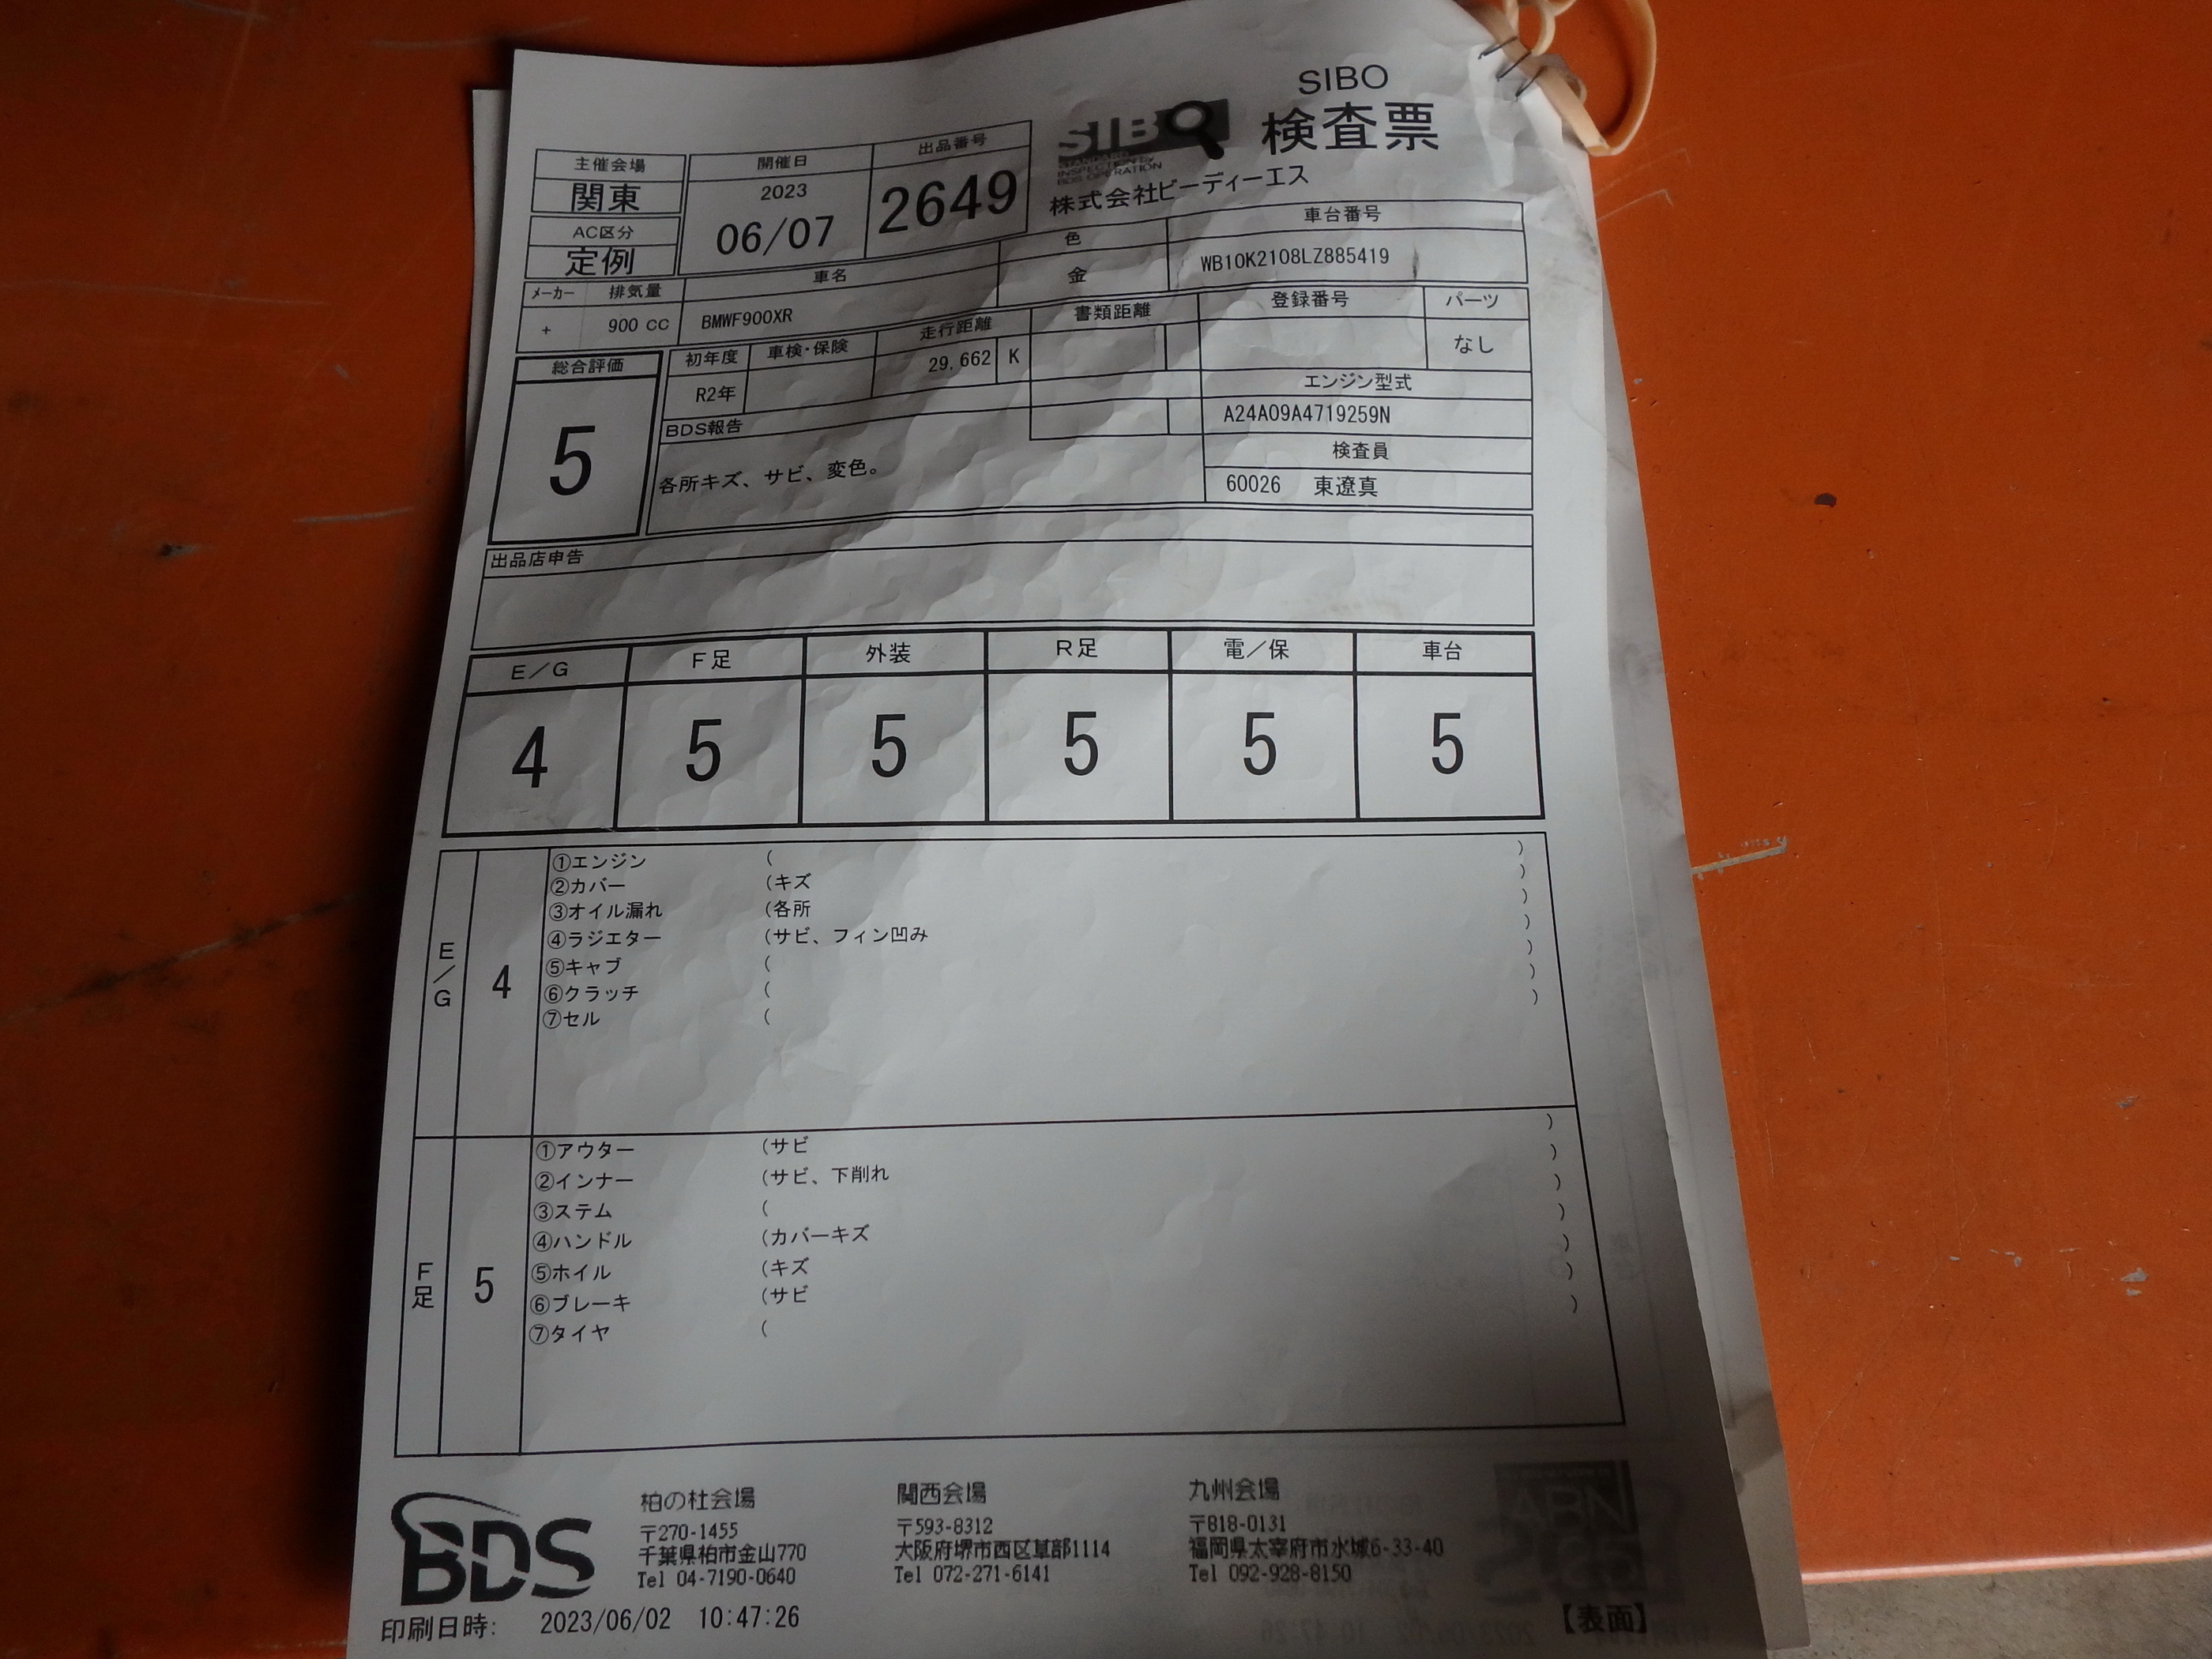 SIBO
検査票
SIBO
STANDARD
INSPECTION by
BDS OPERATION
株式会社ビーディーエス
主催会場
関東
AC区分
定例
開催日
2023
06/07
出品番号
2649
メーカー 排気量 車名 色 車台番号
+ 900 CC BMWF900XR 金 WB10K2108LZ885419
総合評価
5
初年度 車検・保険 走行距離 書類距離 登録番号 パーツ
R2年 29,662 K なし
エンジン型式
A24A09A4719259N
BDS報告
各所キズ、サビ、変色。
検査員
60026 東遼真
出品店申告
E/G F足 外装 R足 電/保 車台
4 5 5 5 5 5
E/G
4
①エンジン ( )
②カバー (キズ )
③オイル漏れ (各所 )
④ラジエター (サビ、フィン凹み )
⑤キャブ ( )
⑥クラッチ ( )
⑦セル ( )
F足
5
①アウター (サビ )
②インナー (サビ、下削れ )
③ステム ( )
④ハンドル (カバーキズ )
⑤ホイル (キズ )
⑥ブレーキ (サビ )
⑦タイヤ ( )
BDS
柏の杜会場
〒270-1455
千葉県柏市金山770
Tel 04-7190-0640
関西会場
〒593-8312
大阪府堺市西区草部1114
Tel 072-271-6141
九州会場
〒818-0131
福岡県太宰府市水城6-33-40
Tel 092-928-8150
印刷日時: 2023/06/02 10:47:26
【表面】